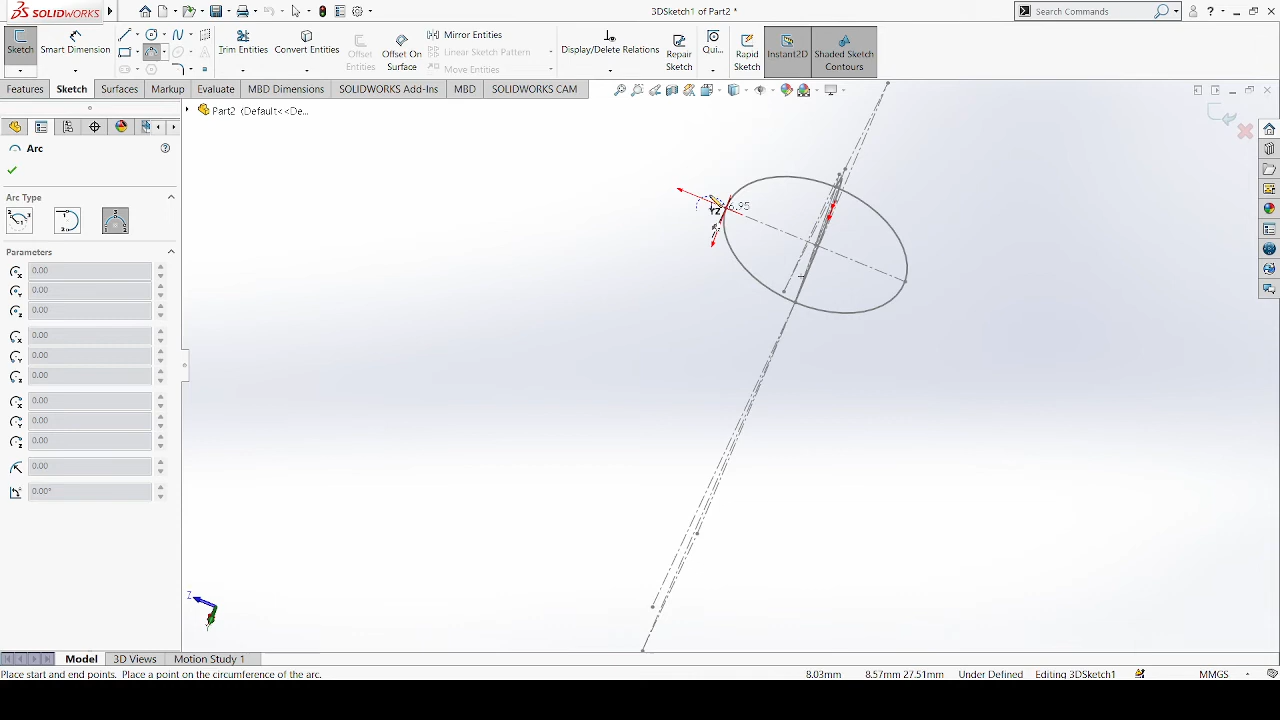 SOLIDWORKS
3DSketch1 of Part2 *
Search Commands
Sketch
Smart Dimension
Trim Entities
Convert Entities
Offset Entities
Offset On Surface
Mirror Entities
Linear Sketch Pattern
Move Entities
Display/Delete Relations
Repair Sketch
Qui...
Rapid Sketch
Instant2D
Shaded Sketch Contours
Features Sketch Surfaces Markup Evaluate MBD Dimensions SOLIDWORKS Add-Ins MBD SOLIDWORKS CAM
Part2 (Default<<De...
Arc
Arc Type
Parameters
0.00
0.00
0.00
0.00
0.00
0.00
0.00
0.00
0.00
0.00
0.00°
YZ
Z
Y
Model 3D Views Motion Study 1
Place start and end points. Place a point on the circumference of the arc.
8.03mm 8.57mm 27.51mm Under Defined Editing 3DSketch1 MMGS